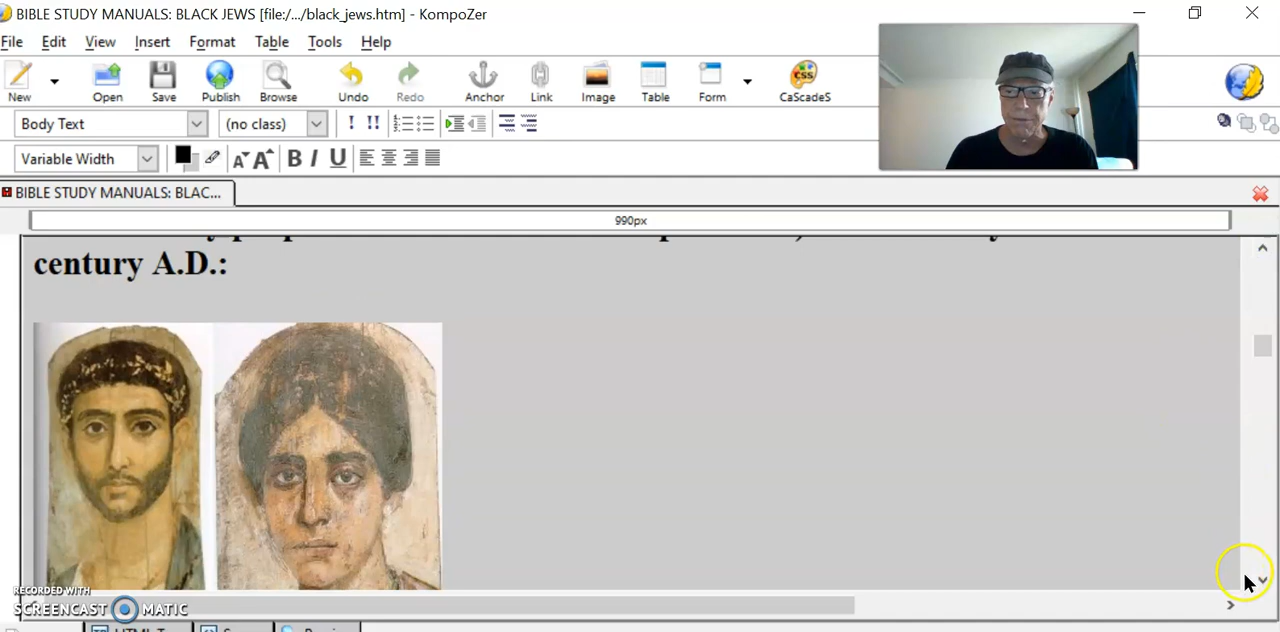 BIBLE STUDY MANUALS: BLACK JEWS [file:/.../black_jews.htm] - KompoZer
File Edit View Insert Format Table Tools Help
New Open Save Publish Browse Undo Redo Anchor Link Image Table Form CaScadeS
Body Text (no class) ! !!
Variable Width A A B I U
BIBLE STUDY MANUALS: BLAC...
990px
century A.D.:
RECORDED WITH
SCREENCAST MATIC